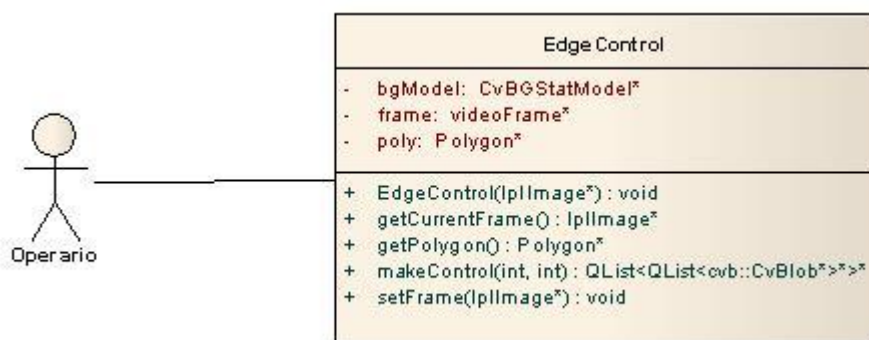 Edge Control
- bgModel: CvBGStatModel*
- frame: videoFrame*
- poly: Polygon*
+ EdgeControl(IplImage*) : void
+ getCurrentFrame() : IplImage*
+ getPolygon() : Polygon*
+ makeControl(int, int) : QList<QList<cvb::CvBlob*>*>*
+ setFrame(IplImage*) : void
Operario